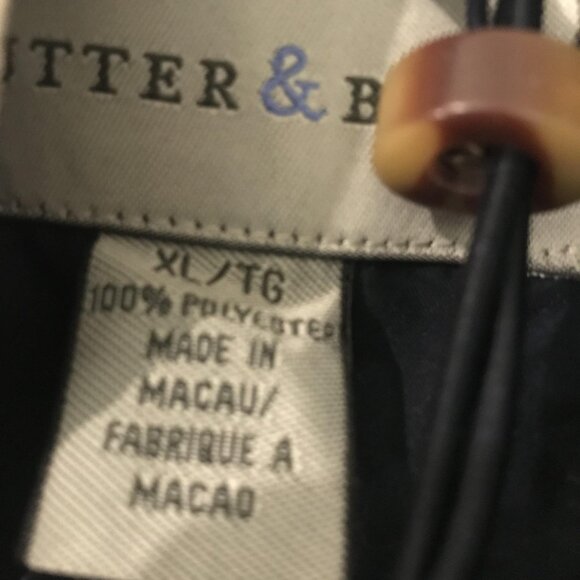 UTTER & B
XL/TG
100% POLYESTER
MADE IN
MACAU/
FABRIQUE A
MACAO